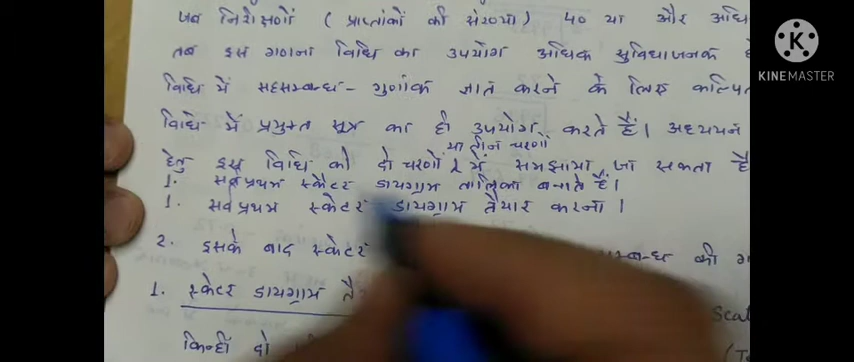 जब निरीक्षणों ( प्राप्तांकों की संख्या ) 40 या और अधि
तब इस गणना विधि का उपयोग अधिक सुविधाजनक
विधि में सहसम्बन्ध - गुणांक ज्ञात करने के लिए कल्पित
विधि में प्रयुक्त सूत्र का ही उपयोग करते हैं। अध्ययन
या तीन चरणों
हेतु इस विधि को दो चरणों में समझाया जा सकता है
1. सर्वप्रथम स्कैटर डायग्राम तालिका बनाते हैं।
1. सर्वप्रथम स्केटर डायग्राम तैयार करना।
2. इसके बाद स्केटर म्बन्ध की ग
1. स्केटर डायग्राम तै Scat
किन्हीं दो
K
KINEMASTER